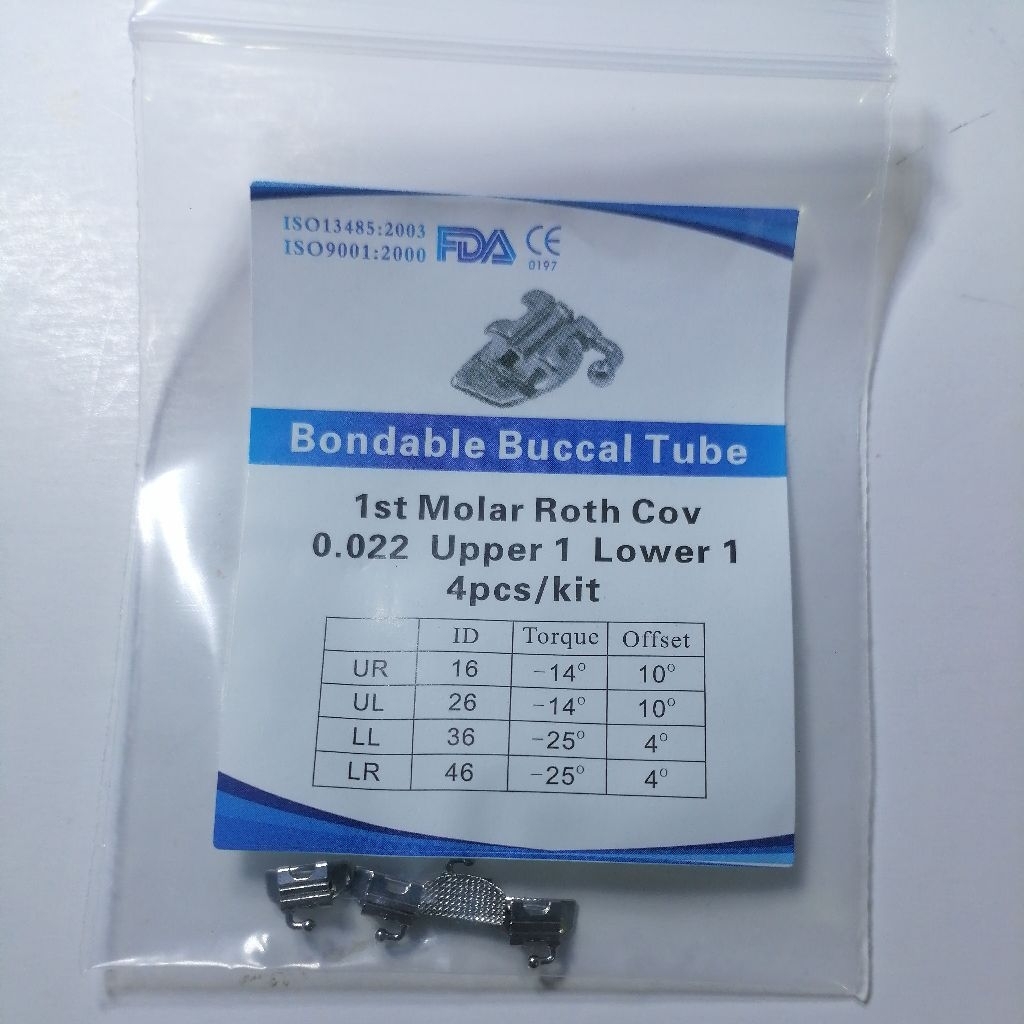 ISO13485:2003
ISO9001:2000
FDA
CE
0197
Bondable Buccal Tube
1st Molar Roth Cov
0.022 Upper 1 Lower 1
4pcs/kit
ID Torque Offset
UR 16 -14° 10°
UL 26 -14° 10°
LL 36 -25° 4°
LR 46 -25° 4°